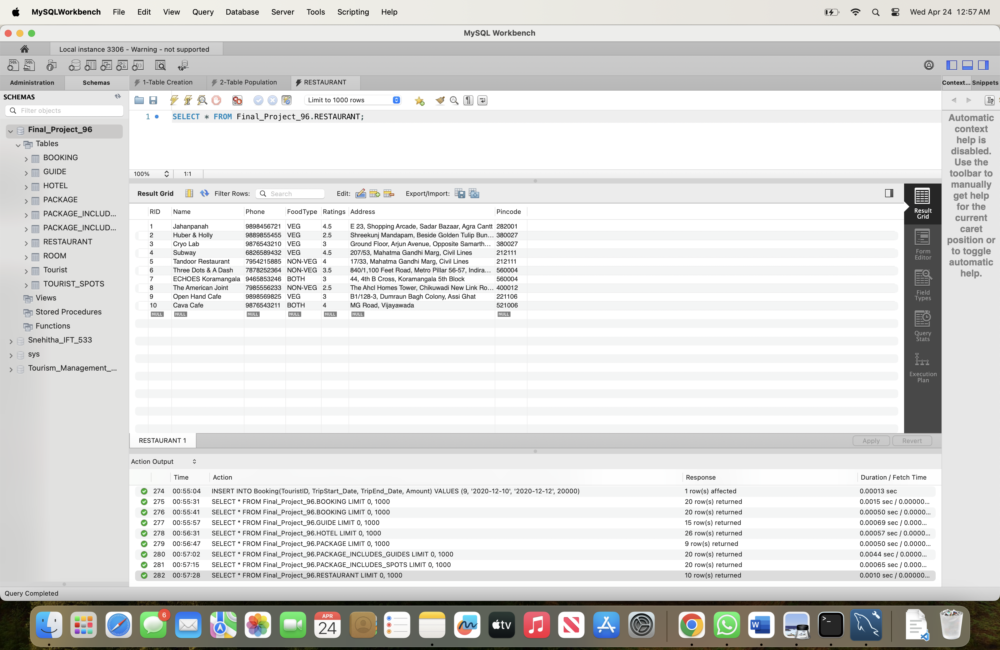 MySQLWorkbench File Edit View Query Database Server Tools Scripting Help Wed Apr 24 12:57 AM
MySQL Workbench
Local instance 3306 - Warning - not supported
Administration Schemas 1-Table Creation 2-Table Population RESTAURANT Context... Snippets
SCHEMAS
Filter objects
Limit to 1000 rows
1 SELECT * FROM Final_Project_96.RESTAURANT;
Final_Project_96
Tables
BOOKING
GUIDE
HOTEL
PACKAGE
PACKAGE_INCLUD...
PACKAGE_INCLUD...
RESTAURANT
ROOM
Tourist
TOURIST_SPOTS
Views
Stored Procedures
Functions
Snehitha_IFT_533
sys
Tourism_Management_...
100% 1:1
Result Grid Filter Rows: Search Edit: Export/Import:
RID Name Phone FoodType Ratings Address Pincode
1 Jahanpanah 9898456721 VEG 4.5 E 23, Shopping Arcade, Sadar Bazaar, Agra Cantt 282001
2 Huber & Holly 9889855455 VEG 2.5 Shreekunj Mandapam, Beside Golden Tulip Bun... 380027
3 Cryo Lab 9876543210 VEG 3 Ground Floor, Arjun Avenue, Opposite Samarth... 380027
4 Subway 6826589432 VEG 4.5 207/53, Mahatma Gandhi Marg, Civil Lines 212111
5 Tandoor Restaurant 7954215885 NON-VEG 4 17/33, Mahatma Gandhi Marg, Civil Lines 212111
6 Three Dots & A Dash 7878252364 NON-VEG 3.5 840/1,100 Feet Road, Metro Pillar 56-57, Indira... 560004
7 ECHOES Koramangala 9465853246 BOTH 3 44, 4th B Cross, Koramangala 5th Block 560004
8 The American Joint 7985556233 NON-VEG 2.5 The Ahcl Homes Tower, Chikuwadi New Link Ro... 400012
9 Open Hand Cafe 9898569825 VEG 3 B1/128-3, Dumraun Bagh Colony, Assi Ghat 221106
10 Cava Cafe 9876543211 BOTH 4 MG Road, Vijayawada 521006
NULL NULL NULL NULL NULL NULL NULL
Result
Grid
Form
Editor
Field
Types
Query
Stats
Execution
Plan
Automatic
context
help is
disabled.
Use the
toolbar to
manually
get help
for the
current
caret
position or
to toggle
automatic
help.
RESTAURANT 1 Apply Revert
Action Output
Time Action Response Duration / Fetch Time
274 00:55:04 INSERT INTO Booking(TouristID, TripStart_Date, TripEnd_Date, Amount) VALUES (9, '2020-12-10', '2020-12-12', 20000) 1 row(s) affected 0.00013 sec
275 00:55:31 SELECT * FROM Final_Project_96.BOOKING LIMIT 0, 1000 20 row(s) returned 0.0015 sec / 0.00000...
276 00:55:41 SELECT * FROM Final_Project_96.BOOKING LIMIT 0, 1000 20 row(s) returned 0.00050 sec / 0.0000...
277 00:55:57 SELECT * FROM Final_Project_96.GUIDE LIMIT 0, 1000 15 row(s) returned 0.00069 sec / 0.000...
278 00:56:31 SELECT * FROM Final_Project_96.HOTEL LIMIT 0, 1000 26 row(s) returned 0.00057 sec / 0.0000...
279 00:56:47 SELECT * FROM Final_Project_96.PACKAGE LIMIT 0, 1000 9 row(s) returned 0.00050 sec / 0.0000...
280 00:57:02 SELECT * FROM Final_Project_96.PACKAGE_INCLUDES_GUIDES LIMIT 0, 1000 20 row(s) returned 0.0044 sec / 0.0000...
281 00:57:15 SELECT * FROM Final_Project_96.PACKAGE_INCLUDES_SPOTS LIMIT 0, 1000 20 row(s) returned 0.00065 sec / 0.000...
282 00:57:28 SELECT * FROM Final_Project_96.RESTAURANT LIMIT 0, 1000 10 row(s) returned 0.0010 sec / 0.00000...
Query Completed
6
APR
24
tv
W